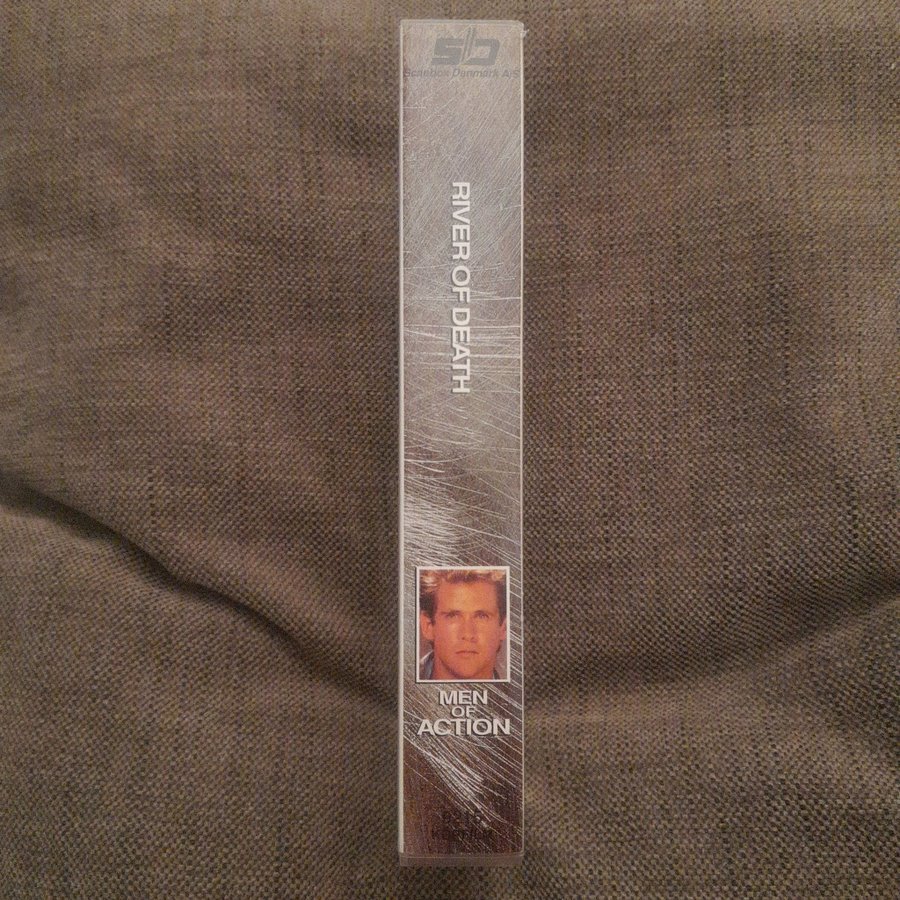 sb
Scanbox Danmark A/S
RIVER OF DEATH
MEN
OF
ACTION